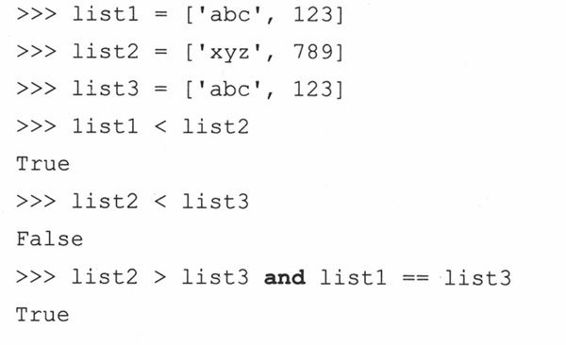 >>> list1 = ['abc', 123]
>>> list2 = ['xyz', 789]
>>> list3 = ['abc', 123]
>>> list1 < list2
True
>>> list2 < list3
False
>>> list2 > list3 and list1 == list3
True